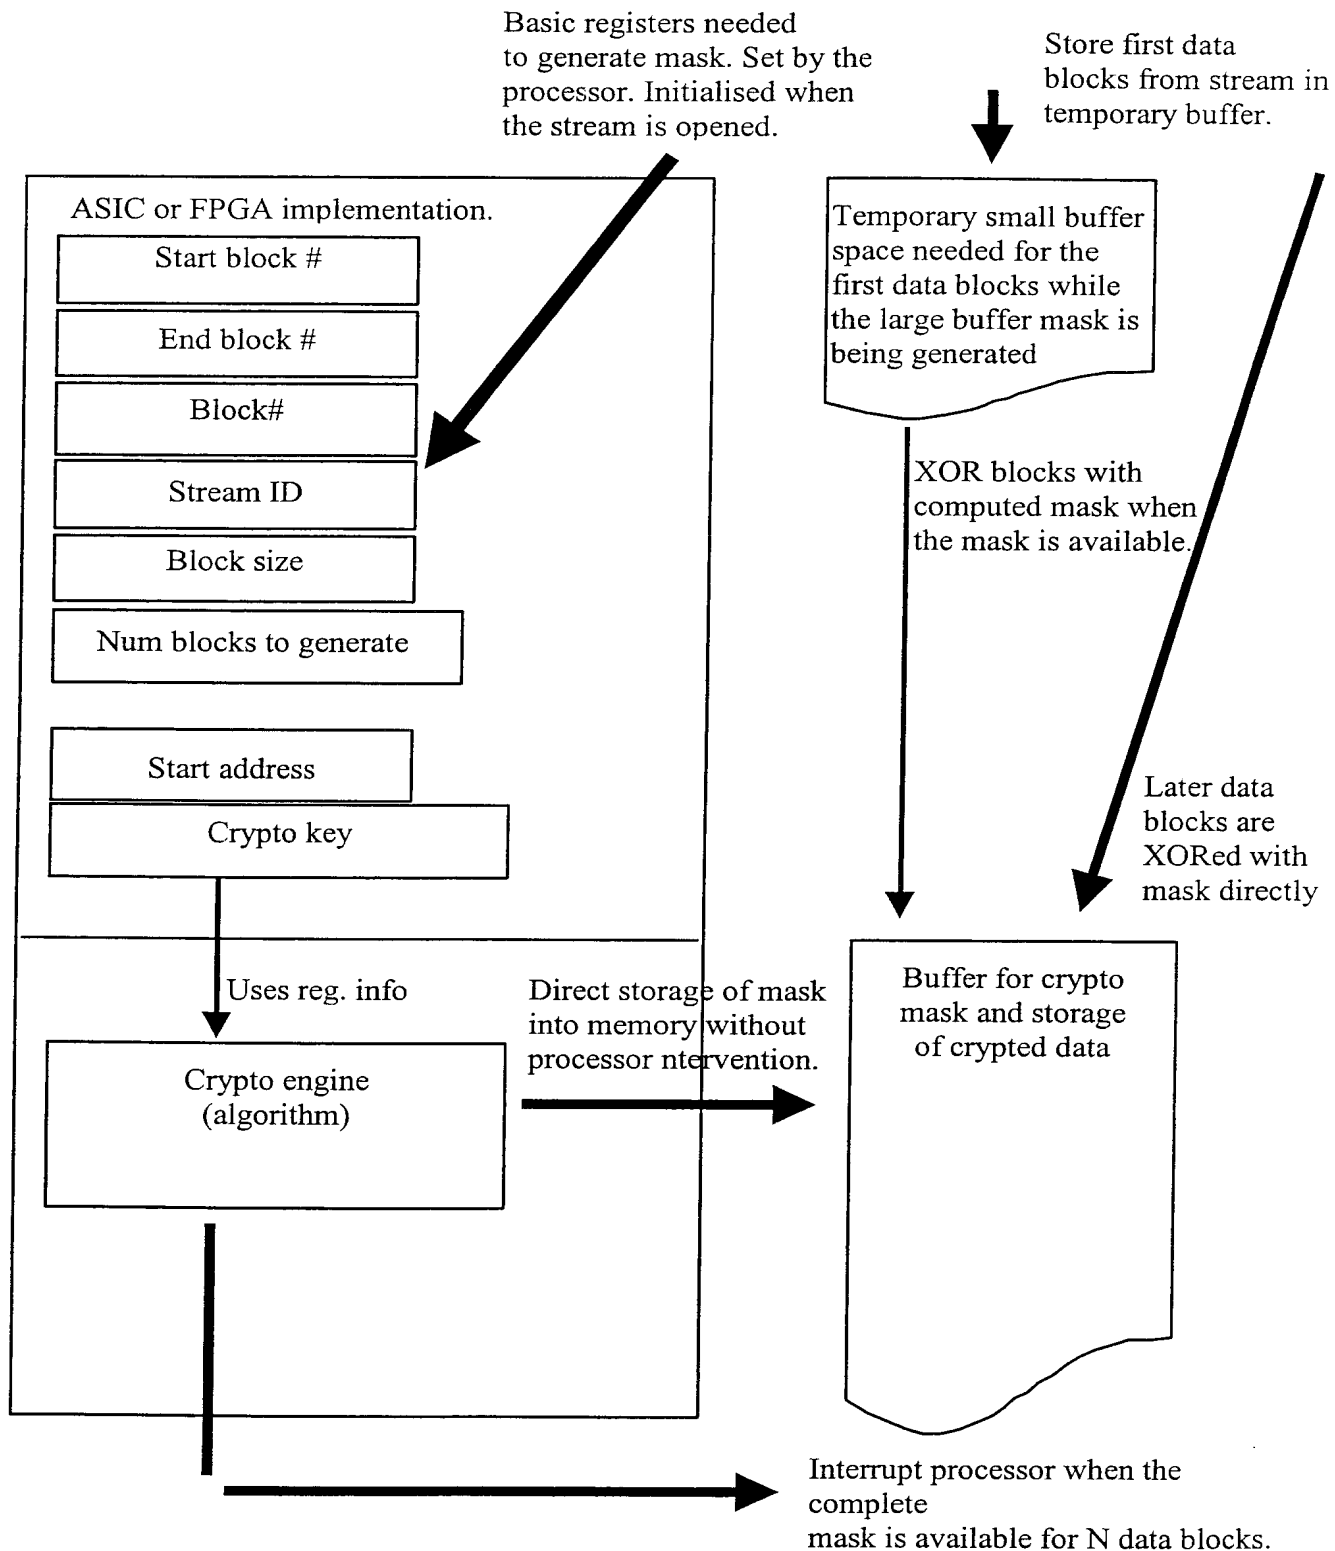 Basic registers needed
to generate mask. Set by the
processor. Initialised when
the stream is opened.
Store first data
blocks from stream in
temporary buffer.
ASIC or FPGA implementation.
Start block #
End block #
Block#
Stream ID
Block size
Num blocks to generate
Start address
Crypto key
Temporary small buffer
space needed for the
first data blocks while
the large buffer mask is
being generated
XOR blocks with
computed mask when
the mask is available.
Later data
blocks are
XORed with
mask directly
Uses reg. info
Direct storage of mask
into memory without
processor ntervention.
Crypto engine
(algorithm)
Buffer for crypto
mask and storage
of crypted data
Interrupt processor when the
complete
mask is available for N data blocks.